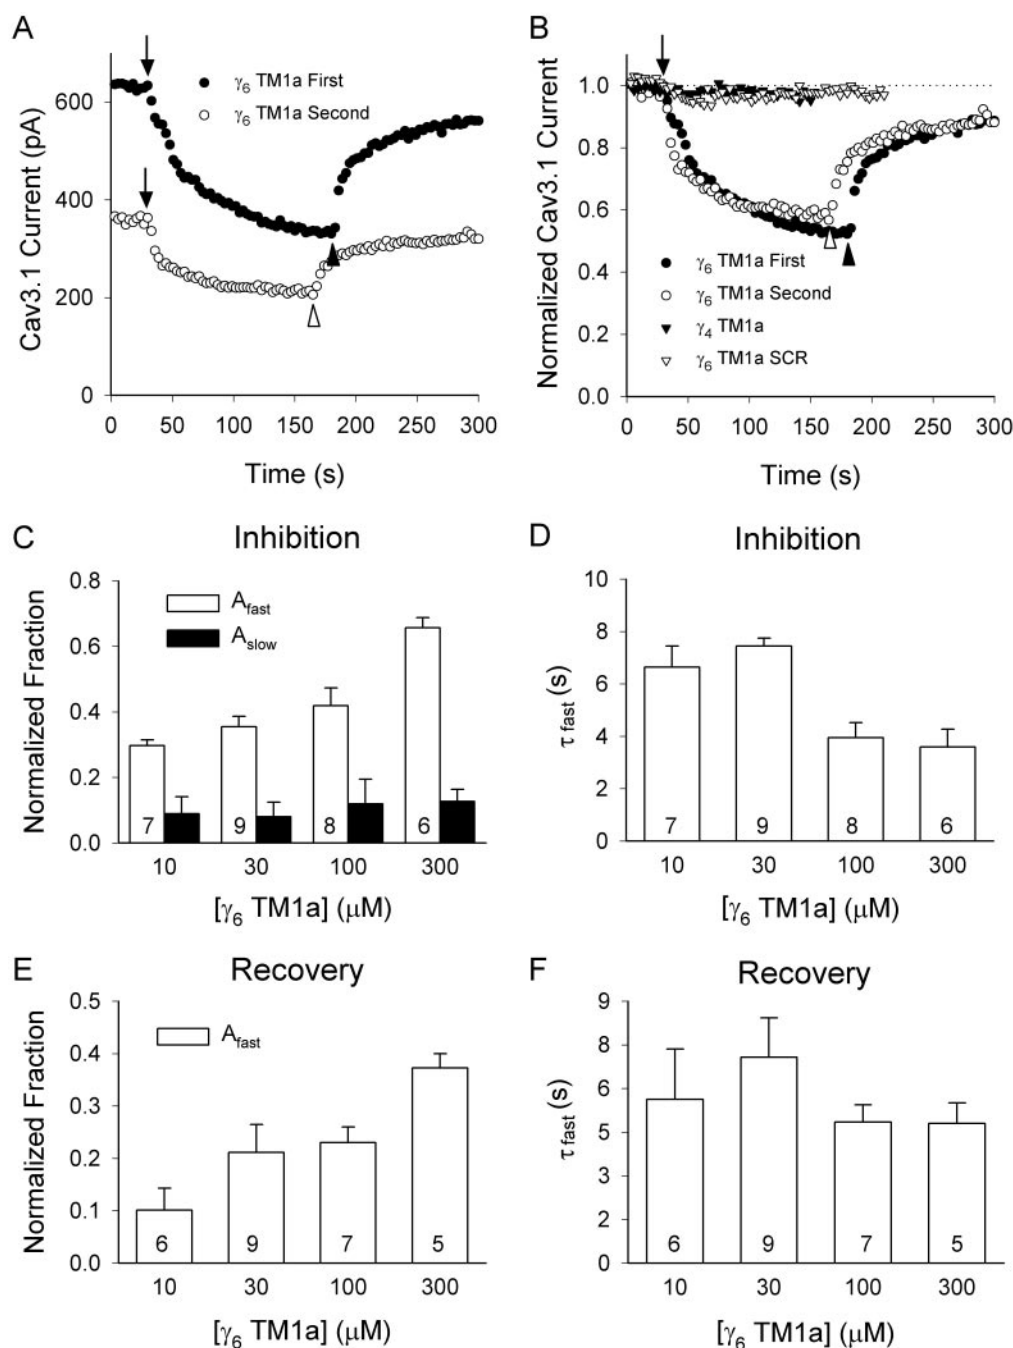 A
Cav3.1 Current (pA)
600
400
200
0
γ6 TM1a First
γ6 TM1a Second
0 50 100 150 200 250 300
Time (s)
B
Normalized Cav3.1 Current
1.0
0.8
0.6
0.4
0.2
0.0
γ6 TM1a First
γ6 TM1a Second
γ4 TM1a
γ6 TM1a SCR
0 50 100 150 200 250 300
Time (s)
C
Inhibition
Normalized Fraction
0.8
0.6
0.4
0.2
0.0
Afast
Aslow
7 9 8 6
10 30 100 300
[γ6 TM1a] (μM)
D
Inhibition
τ fast (s)
10
8
6
4
2
0
7 9 8 6
10 30 100 300
[γ6 TM1a] (μM)
E
Recovery
Normalized Fraction
0.5
0.4
0.3
0.2
0.1
0.0
Afast
6 9 7 5
10 30 100 300
[γ6 TM1a] (μM)
F
Recovery
τ fast (s)
9
8
6
5
3
2
0
6 9 7 5
10 30 100 300
[γ6 TM1a] (μM)